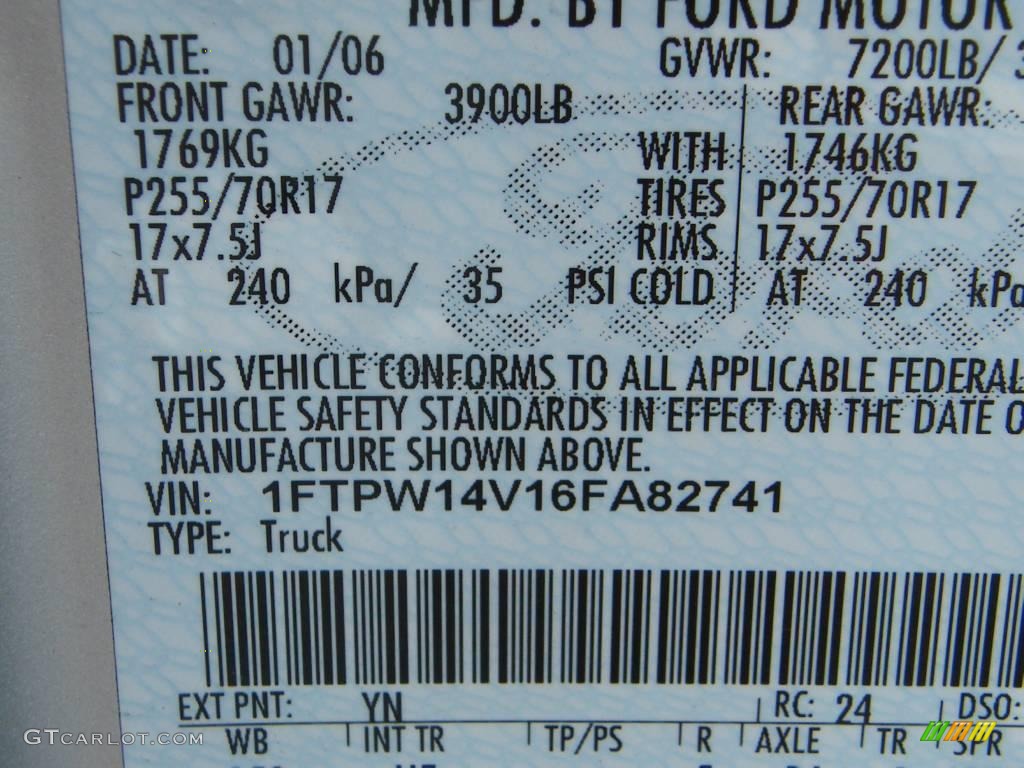 MFD. BY FORD MOTOR
DATE: 01/06 GVWR: 7200LB/
FRONT GAWR: 3900LB REAR GAWR:
1769KG WITH 1746KG
P255/70R17 TIRES P255/70R17
17x7.5J RIMS 17x7.5J
AT 240 kPa/ 35 PSI COLD AT 240 kPa
THIS VEHICLE CONFORMS TO ALL APPLICABLE FEDERAL
VEHICLE SAFETY STANDARDS IN EFFECT ON THE DATE O
MANUFACTURE SHOWN ABOVE.
VIN: 1FTPW14V16FA82741
TYPE: Truck
EXT PNT: YN RC: 24 DSO:
WB INT TR TP/PS R AXLE TR SPR
GTCARLOT.COM